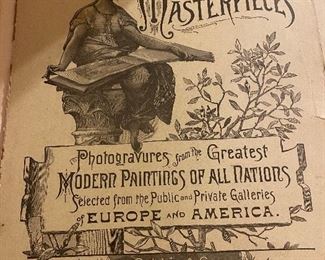 MASTERPIECES
Photogravures from the Greatest
MODERN PAINTINGS OF ALL NATIONS
Selected from the Public and Private Galleries
OF EUROPE AND AMERICA.